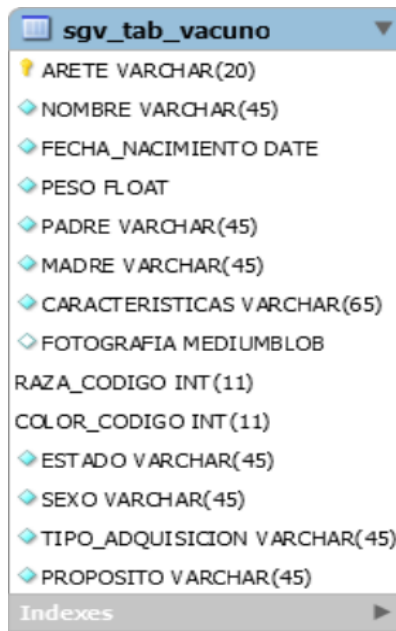 sgv_tab_vacuno
ARETE VARCHAR(20)
NOMBRE VARCHAR(45)
FECHA_NACIMIENTO DATE
PESO FLOAT
PADRE VARCHAR(45)
MADRE VARCHAR(45)
CARACTERISTICAS VARCHAR(65)
FOTOGRAFIA MEDIUMBLOB
RAZA_CODIGO INT(11)
COLOR_CODIGO INT(11)
ESTADO VARCHAR(45)
SEXO VARCHAR(45)
TIPO_ADQUISICION VARCHAR(45)
PROPOSITO VARCHAR(45)
Indexes